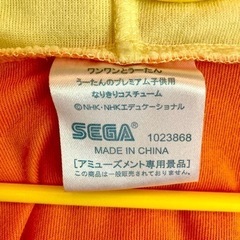 ワンワンとうーたん
うーたんのプレミアム子供用
なりきりコスチューム
©NHK・NHKエデュケーショナル
SEGA 1023868
MADE IN CHINA
[アミューズメント専用景品]
この商品は一般販売されておりません。